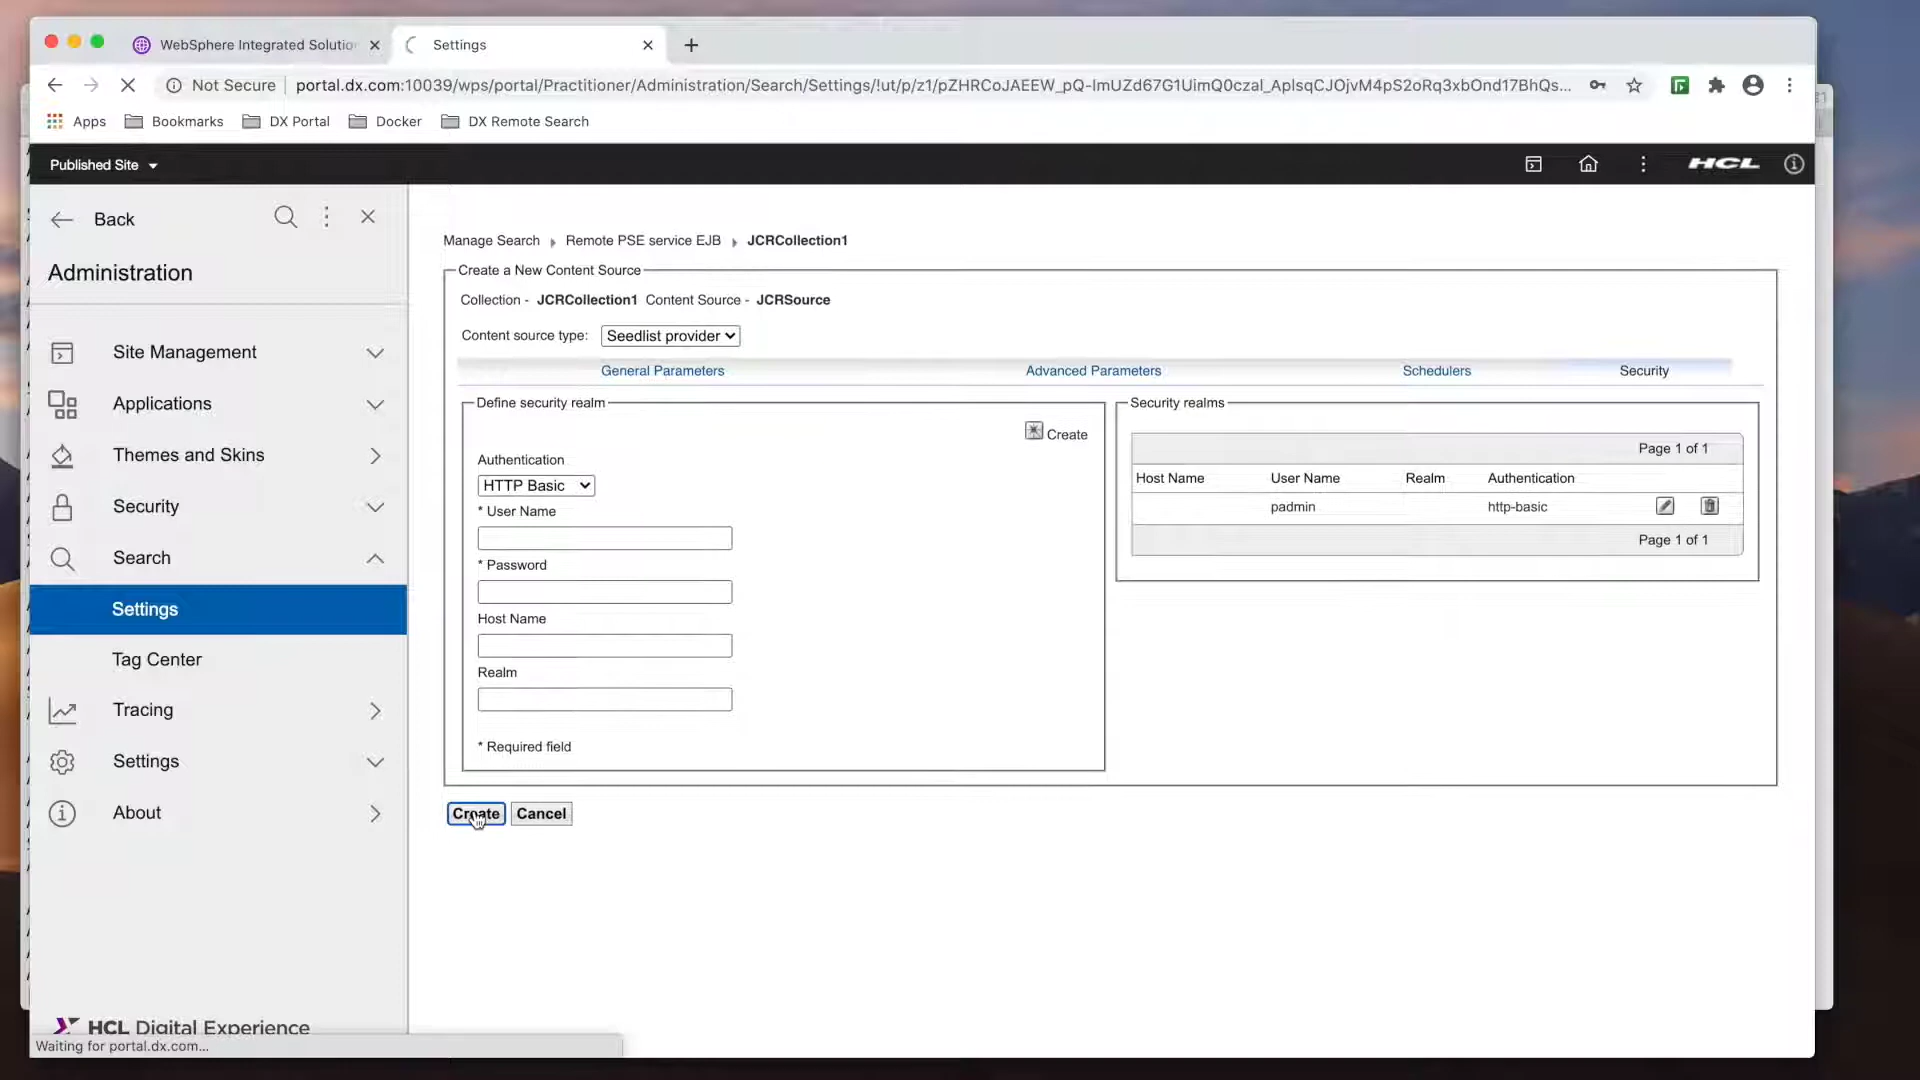 WebSphere Integrated Solutio
Settings
Not Secure
portal.dx.com:10039/wps/portal/Practitioner/Administration/Search/Settings/!ut/p/z1/pZHRCoJAEEW_pQ-ImUZd67G1UimQ0czal_AplsqCJOjvM4pS2oRq3xbOnd17BhQs...
Apps
Bookmarks
DX Portal
Docker
DX Remote Search
Published Site
HCL
Back
Administration
Site Management
Applications
Themes and Skins
Security
Search
Settings
Tag Center
Tracing
Settings
About
HCL Digital Experience
Waiting for portal.dx.com...
Manage Search
Remote PSE service EJB
JCRCollection1
Create a New Content Source
Collection - JCRCollection1 Content Source - JCRSource
Content source type: Seedlist provider
General Parameters
Advanced Parameters
Schedulers
Security
Define security realm
Create
Authentication
HTTP Basic
* User Name
* Password
Host Name
Realm
* Required field
Security realms
Page 1 of 1
Host Name User Name Realm Authentication
padmin http-basic
Page 1 of 1
Create
Cancel